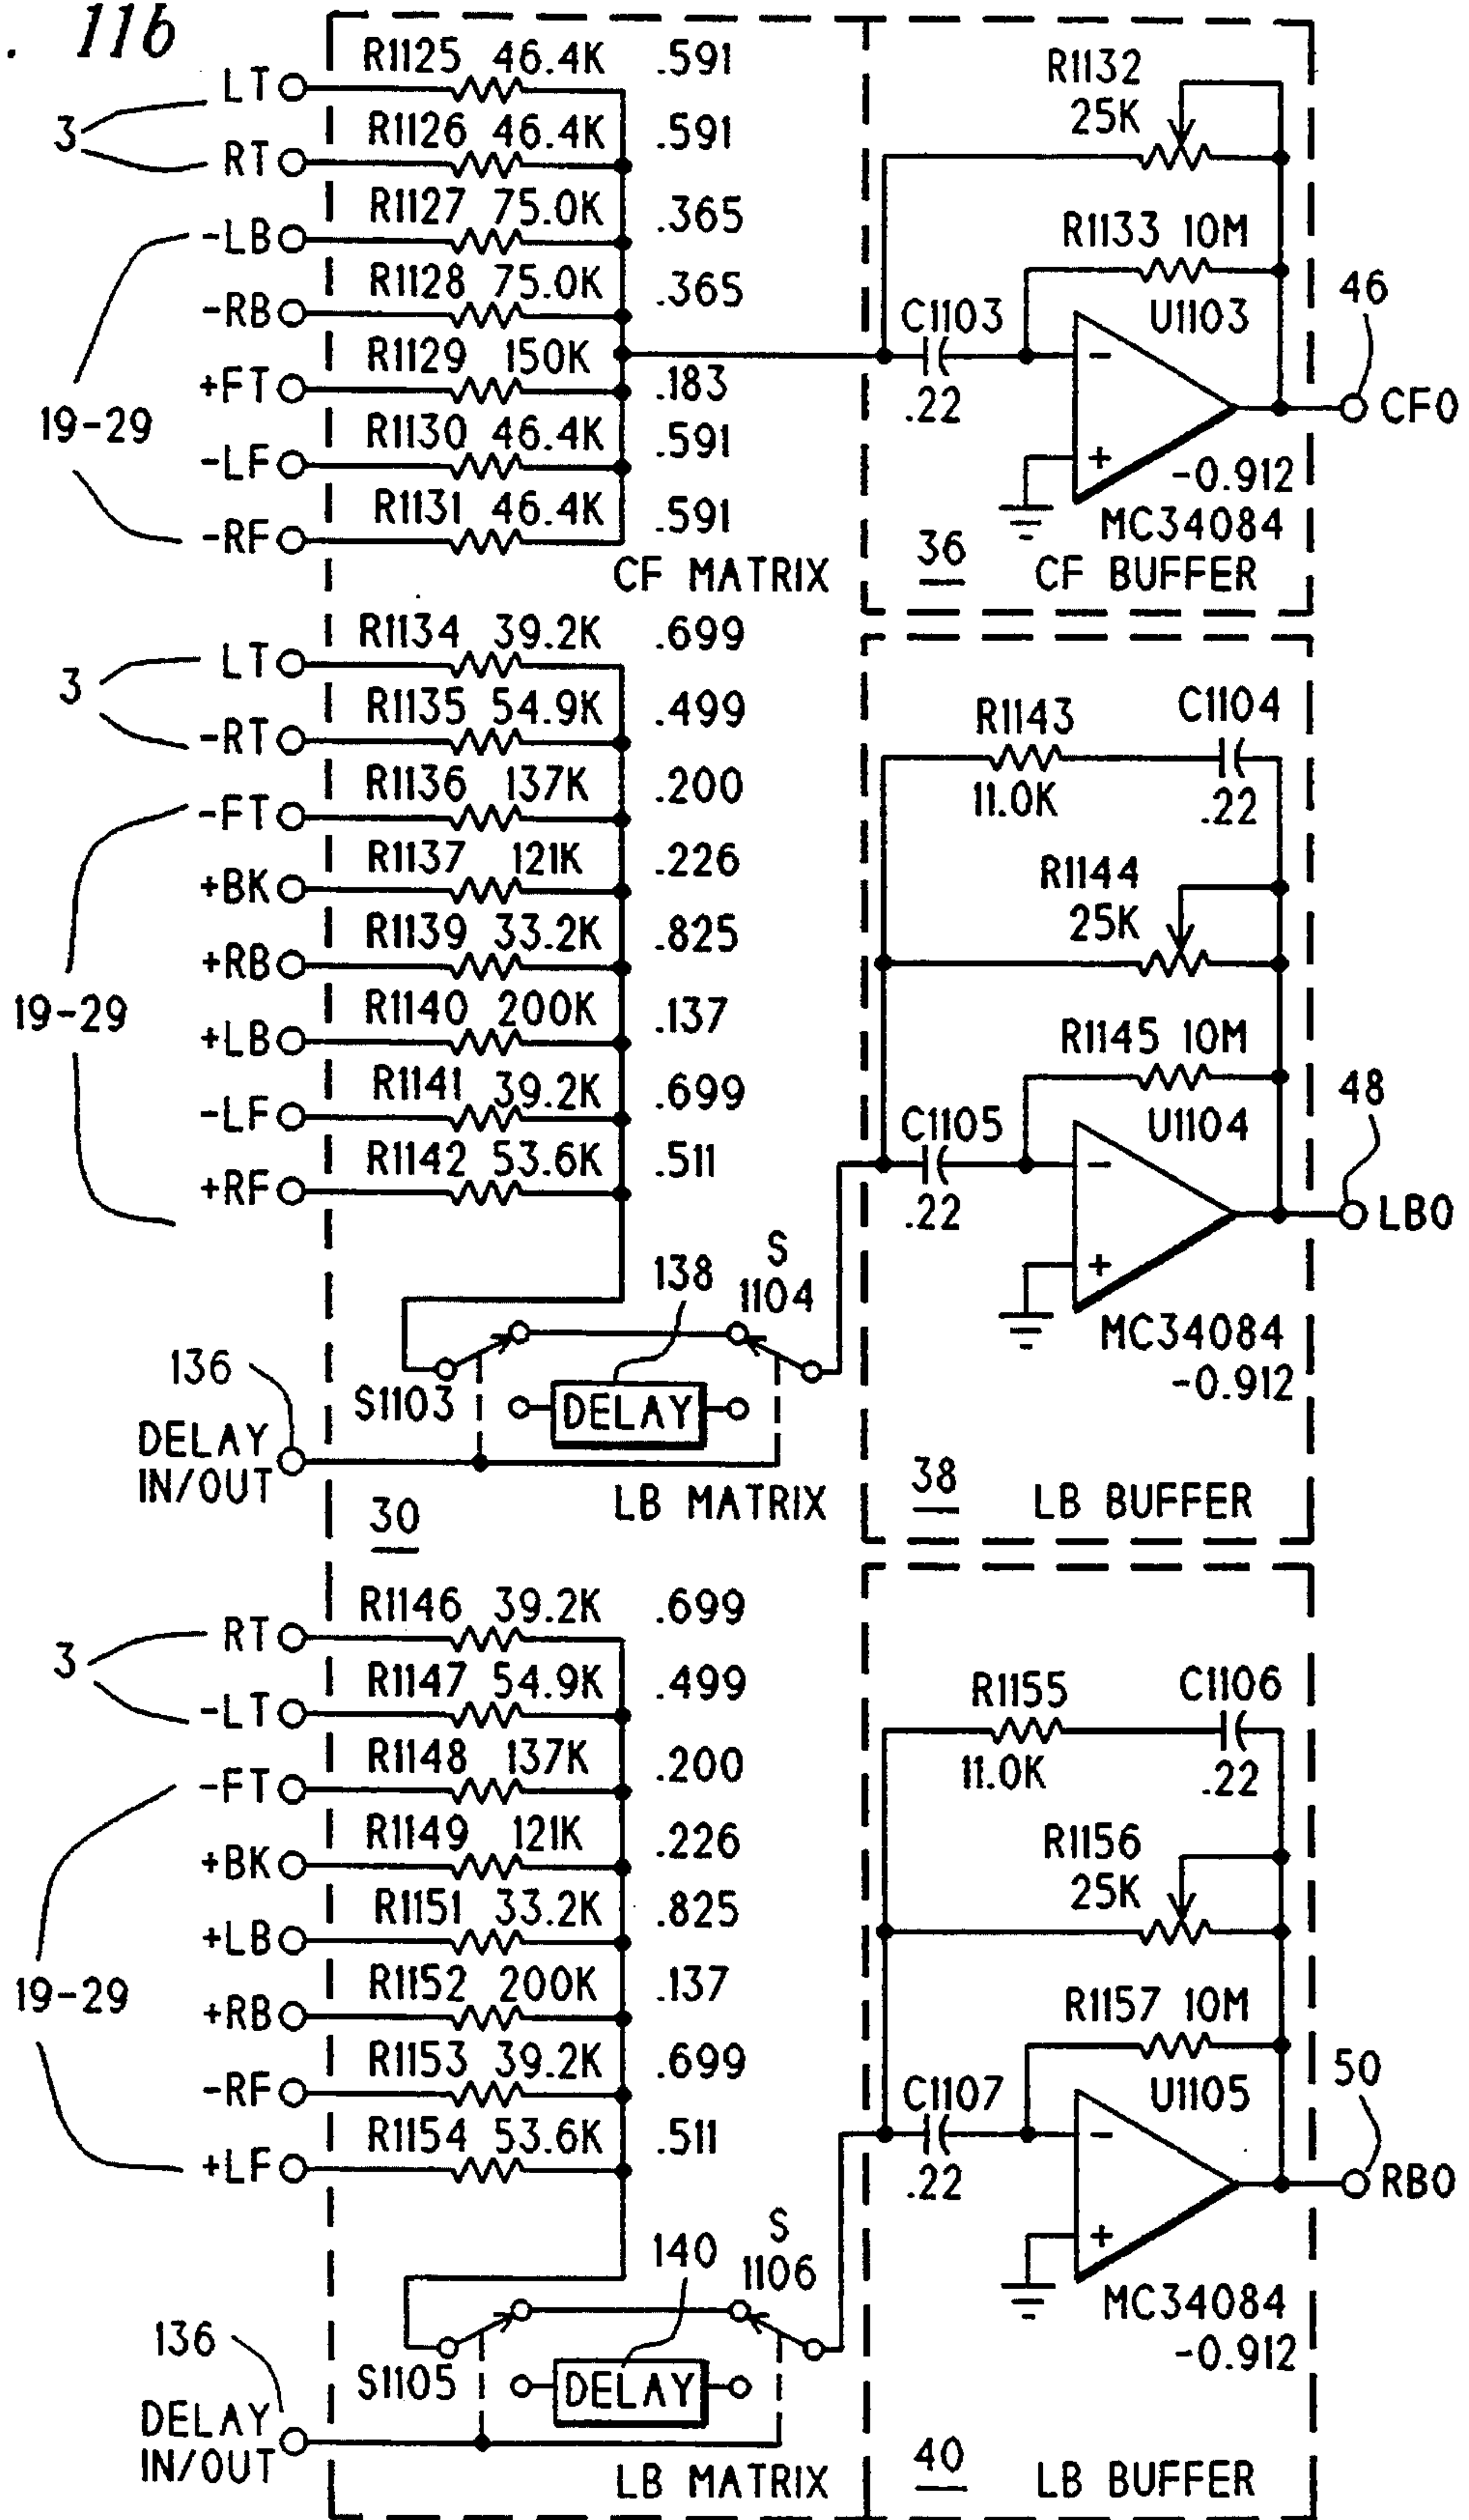 . 11b
LT R1125 46.4K .591
3
RT R1126 46.4K .591
-LB R1127 75.0K .365
-RB R1128 75.0K .365
+FT R1129 150K .183
19-29
-LF R1130 46.4K .591
-RF R1131 46.4K .591
CF MATRIX
R1132
25K
R1133 10M
C1103
.22
U1103
-
+
-0.912
MC34084
46
CFO
36 CF BUFFER
LT R1134 39.2K .699
3
-RT R1135 54.9K .499
-FT R1136 137K .200
+BK R1137 121K .226
+RB R1139 33.2K .825
19-29
+LB R1140 200K .137
-LF R1141 39.2K .699
+RF R1142 53.6K .511
138
S
1104
136
S1103
DELAY
DELAY
IN/OUT
LB MATRIX
30
R1143
11.0K
C1104
.22
R1144
25K
R1145 10M
C1105
.22
U1104
-
+
MC34084
-0.912
48
LBO
38 LB BUFFER
RT R1146 39.2K .699
3
-LT R1147 54.9K .499
-FT R1148 137K .200
+BK R1149 121K .226
+LB R1151 33.2K .825
19-29
+RB R1152 200K .137
-RF R1153 39.2K .699
+LF R1154 53.6K .511
140
S
1106
136
S1105
DELAY
DELAY
IN/OUT
LB MATRIX
R1155
11.0K
C1106
.22
R1156
25K
R1157 10M
C1107
.22
U1105
-
+
MC34084
-0.912
50
RBO
40 LB BUFFER